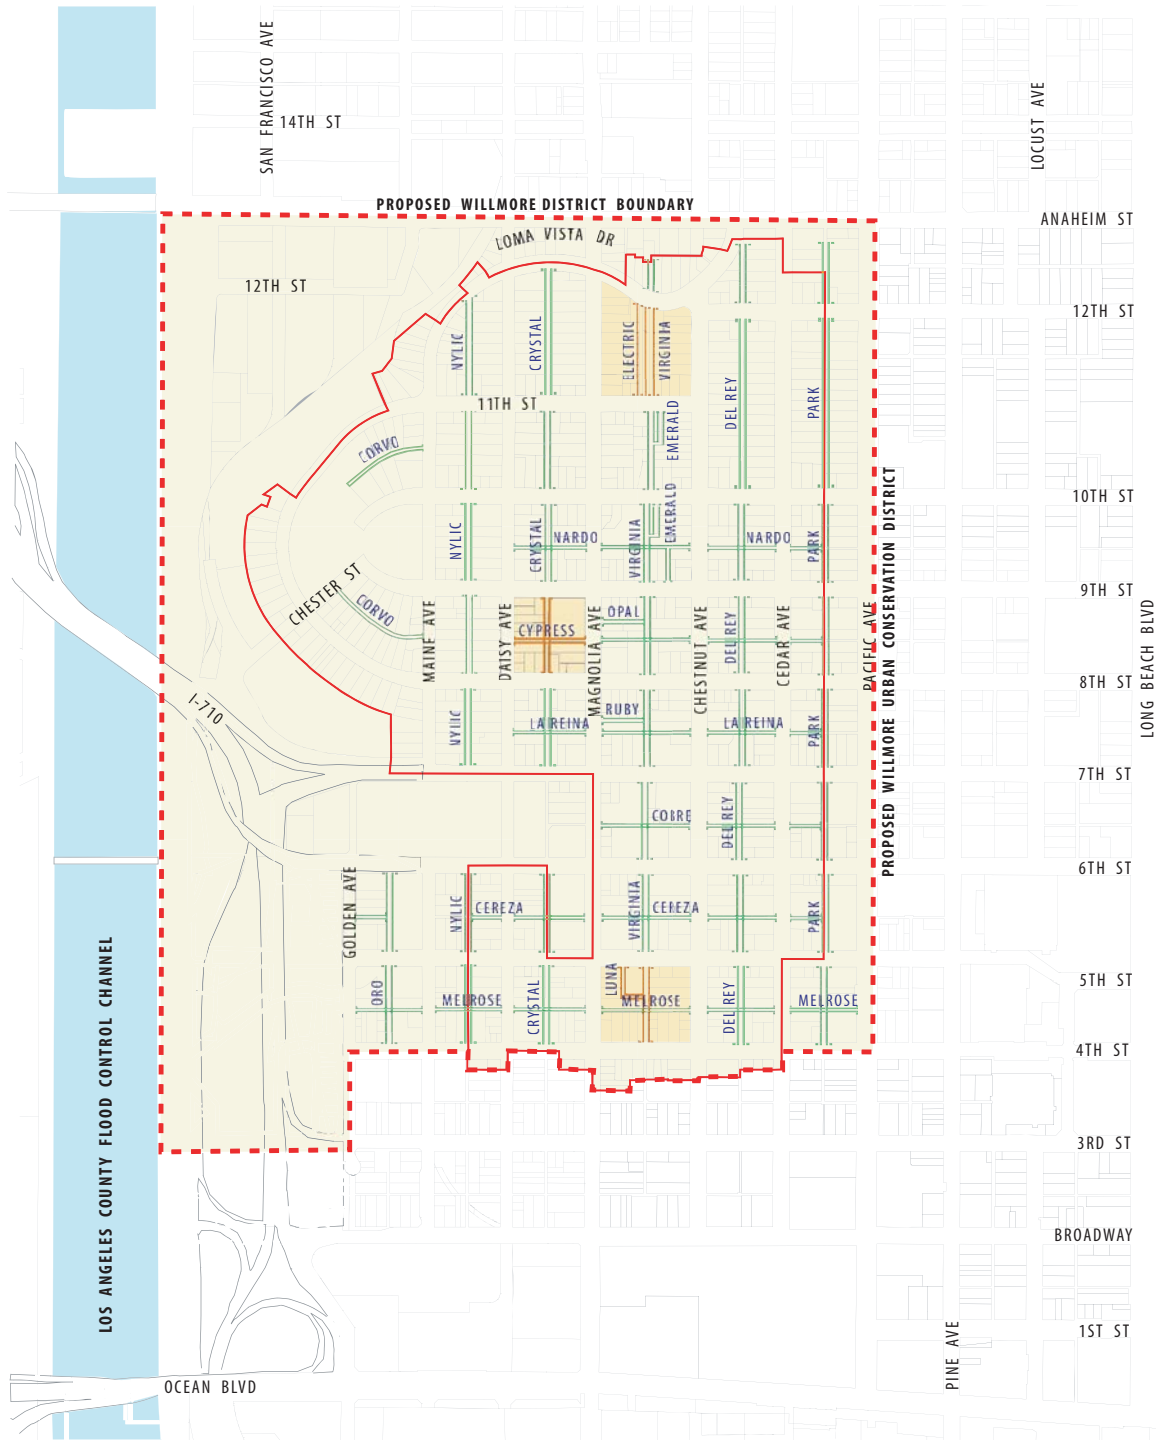 SAN FRANCISCO AVE
14TH ST
LOCUST AVE
PROPOSED WILLMORE DISTRICT BOUNDARY
ANAHEIM ST
LOMA VISTA DR
12TH ST
12TH ST
NYLIC
CRYSTAL
ELECTRIC
VIRGINIA
DEL REY
PARK
11TH ST
EMERALD
CORVO
10TH ST
NYLIC
CRYSTAL
NARDO
VIRGINIA
EMERALD
NARDO
PARK
PROPOSED WILLMORE URBAN CONSERVATION DISTRICT
9TH ST
CHESTER ST
CORVO
MAINE AVE
DAISY AVE
CYPRESS
MAGNOLIA AVE
OPAL
CHESTNUT AVE
DEL REY
CEDAR AVE
PACIFIC AVE
LONG BEACH BLVD
8TH ST
I-710
NYLIC
LA REINA
RUBY
LA REINA
PARK
7TH ST
COBRE
DEL REY
6TH ST
GOLDEN AVE
NYLIC
CEREZA
VIRGINIA
CEREZA
PARK
5TH ST
ORO
MELROSE
CRYSTAL
LUNA
MELROSE
DEL REY
MELROSE
4TH ST
LOS ANGELES COUNTY FLOOD CONTROL CHANNEL
3RD ST
BROADWAY
1ST ST
PINE AVE
OCEAN BLVD